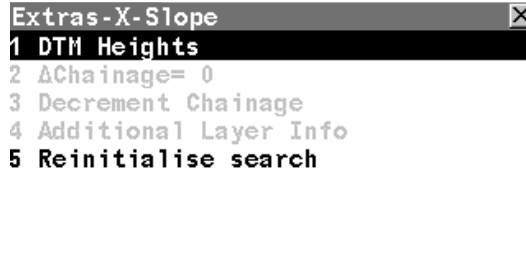 Extras-X-Slope
1 DTM Heights
2 ΔChainage= 0
3 Decrement Chainage
4 Additional Layer Info
5 Reinitialise search